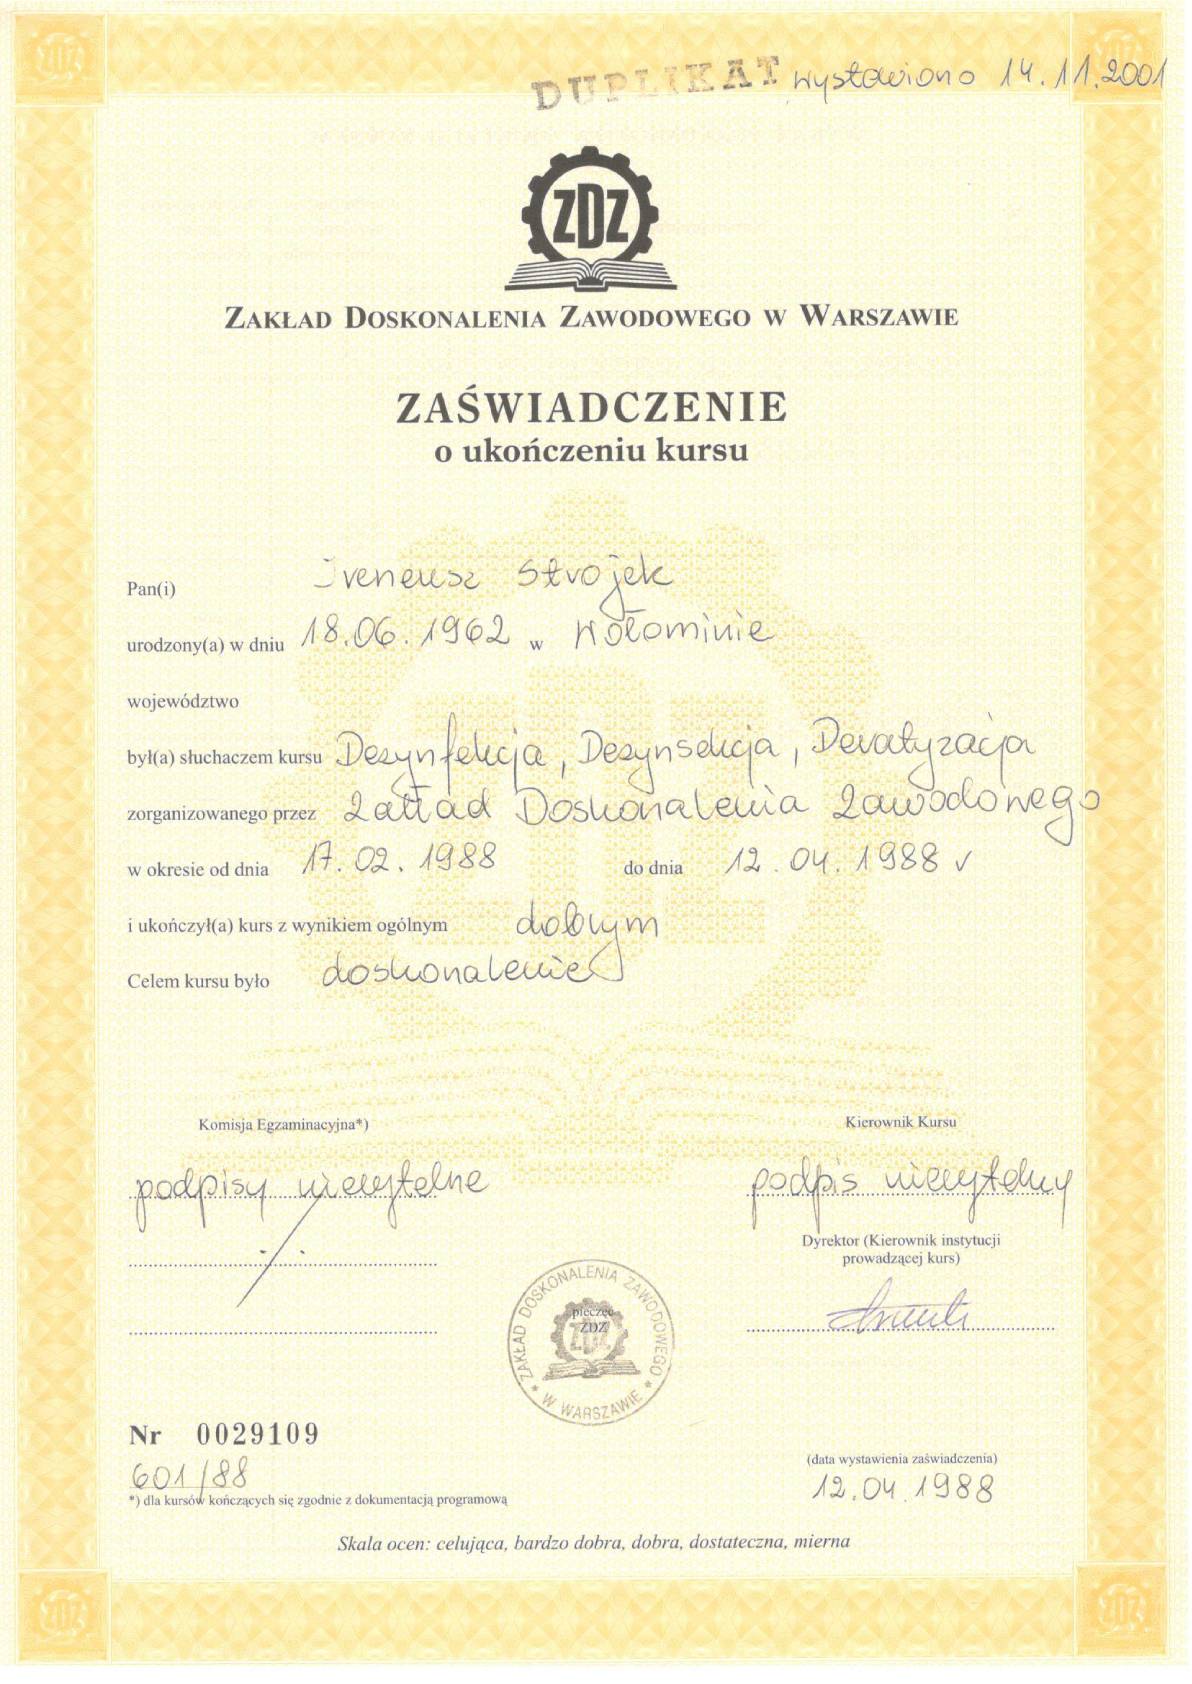 DUPLIKAT wystawiono 14.11.2001
ZDZ
ZAKŁAD DOSKONALENIA ZAWODOWEGO W WARSZAWIE
ZAŚWIADCZENIE
o ukończeniu kursu
Pan(i) Ireneusz Strojek
urodzony(a) w dniu 18.06.1962 w Wołominie
województwo
był(a) słuchaczem kursu Dezynfekcja, Dezynsekcja, Deratyzacja
zorganizowanego przez Zakład Doskonalenia Zawodowego
w okresie od dnia 17.02.1988 do dnia 12.04.1988 r
i ukończył(a) kurs z wynikiem ogólnym dobrym
Celem kursu było doskonalenie
Komisja Egzaminacyjna*) Kierownik Kursu
podpisy nieczytelne podpis nieczytelny
Dyrektor (Kierownik instytucji
prowadzącej kurs)
ZAKŁAD DOSKONALENIA ZAWODOWEGO
pieczęć
ZDZ
ZDZ
* W WARSZAWIE *
Nr 0029109
601/88
(data wystawienia zaświadczenia)
12.04.1988
*) dla kursów kończących się zgodnie z dokumentacją programową
Skala ocen: celująca, bardzo dobra, dobra, dostateczna, mierna